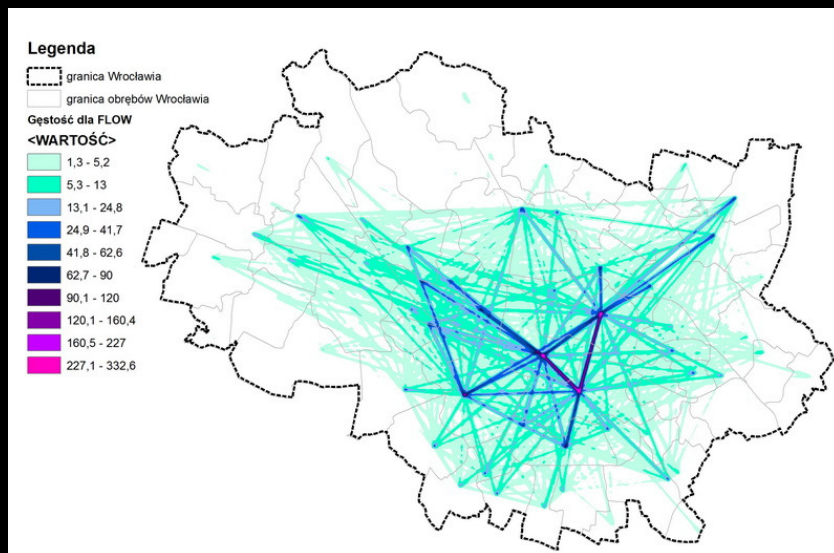 Legenda
granica Wrocławia
granica obrębów Wrocławia
Gęstość dla FLOW
<WARTOŚĆ>
1,3 - 5,2
5,3 - 13
13,1 - 24,8
24,9 - 41,7
41,8 - 62,6
62,7 - 90
90,1 - 120
120,1 - 160,4
160,5 - 227
227,1 - 332,6